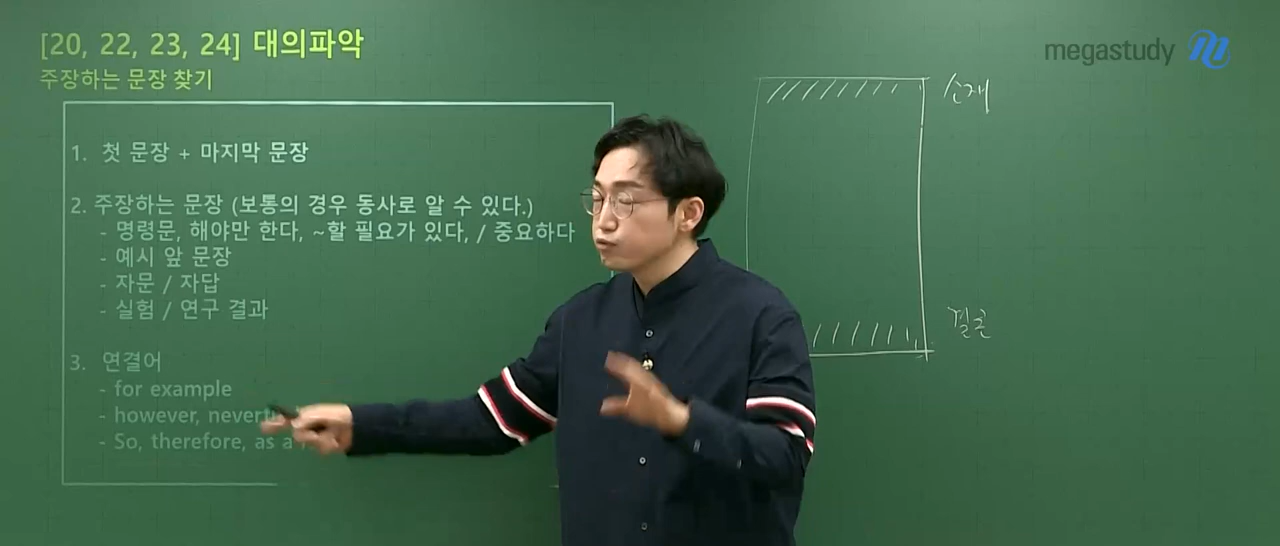 [20, 22, 23, 24] 대의파악
주장하는 문장 찾기
megastudy
소재
1. 첫 문장 + 마지막 문장
2. 주장하는 문장 (보통의 경우 동사로 알 수 있다.)
- 명령문, 해야만 한다, ~할 필요가 있다, / 중요하다
- 예시 앞 문장
- 자문 / 자답
- 실험 / 연구 결과
결론
3. 연결어
- for example
- however,
- So, therefore, as a